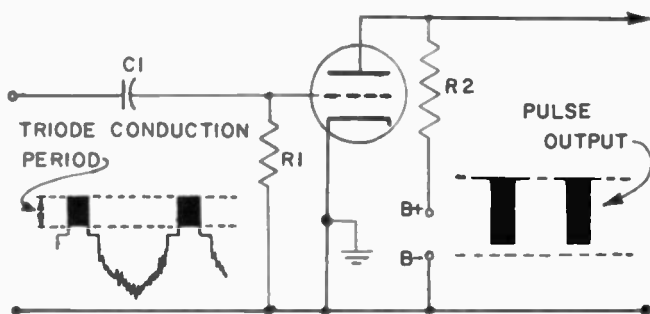 C1
TRIODE CONDUCTION
PERIOD
R1
R2
B+
B-
PULSE
OUTPUT